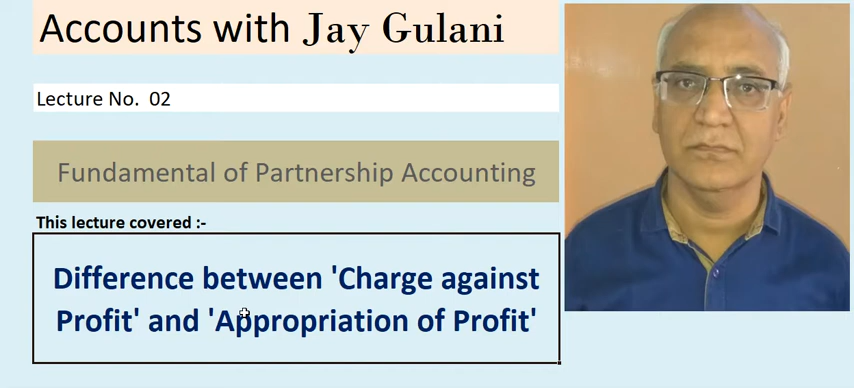 Accounts with Jay Gulani
Lecture No. 02
Fundamental of Partnership Accounting
This lecture covered :-
Difference between 'Charge against
Profit' and 'Appropriation of Profit'